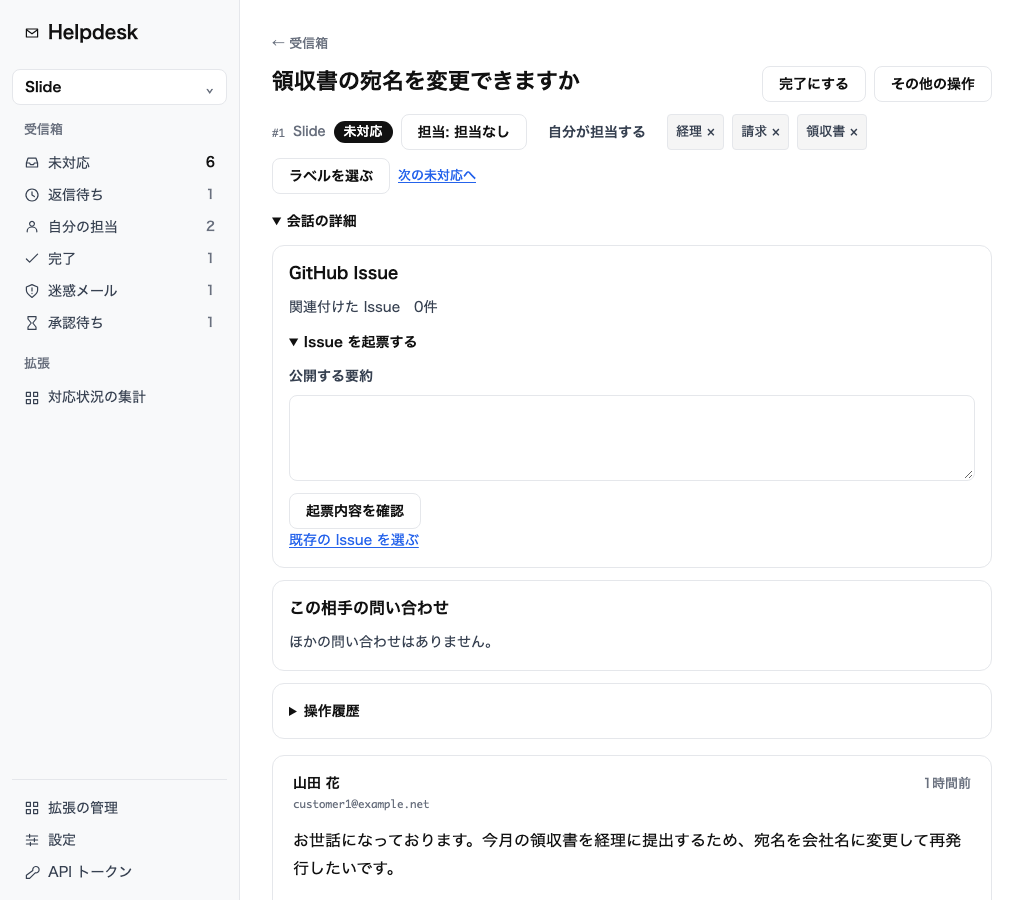 Helpdesk
Slide
受信箱
未対応 6
返信待ち 1
自分の担当 2
完了 1
迷惑メール 1
承認待ち 1
拡張
対応状況の集計
拡張の管理
設定
API トークン
← 受信箱
領収書の宛名を変更できますか
完了にする
その他の操作
#1 Slide 未対応 担当: 担当なし 自分が担当する 経理 × 請求 × 領収書 ×
ラベルを選ぶ 次の未対応へ
▼ 会話の詳細
GitHub Issue
関連付けた Issue 0件
▼ Issue を起票する
公開する要約
起票内容を確認
既存の Issue を選ぶ
この相手の問い合わせ
ほかの問い合わせはありません。
▶ 操作履歴
山田 花 1時間前
customer1@example.net
お世話になっております。今月の領収書を経理に提出するため、宛名を会社名に変更して再発
行したいです。